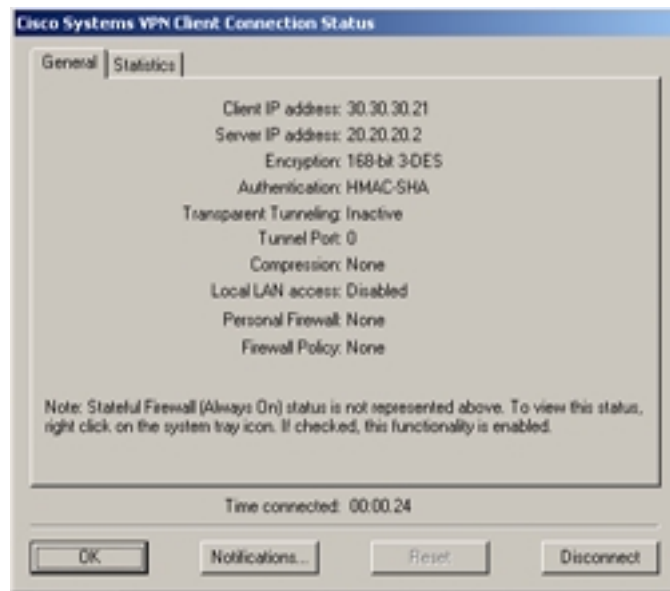 Cisco Systems VPN Client Connection Status
General
Statistics
Client IP address: 30.30.30.21
Server IP address: 20.20.20.2
Encryption: 168-bit 3-DES
Authentication: HMAC-SHA
Transparent Tunneling: Inactive
Tunnel Port: 0
Compression: None
Local LAN access: Disabled
Personal Firewall: None
Firewall Policy: None
Note: Stateful Firewall (Always On) status is not represented above. To view this status,
right click on the system tray icon. If checked, this functionality is enabled.
Time connected: 00:00.24
OK
Notifications...
Reset
Disconnect